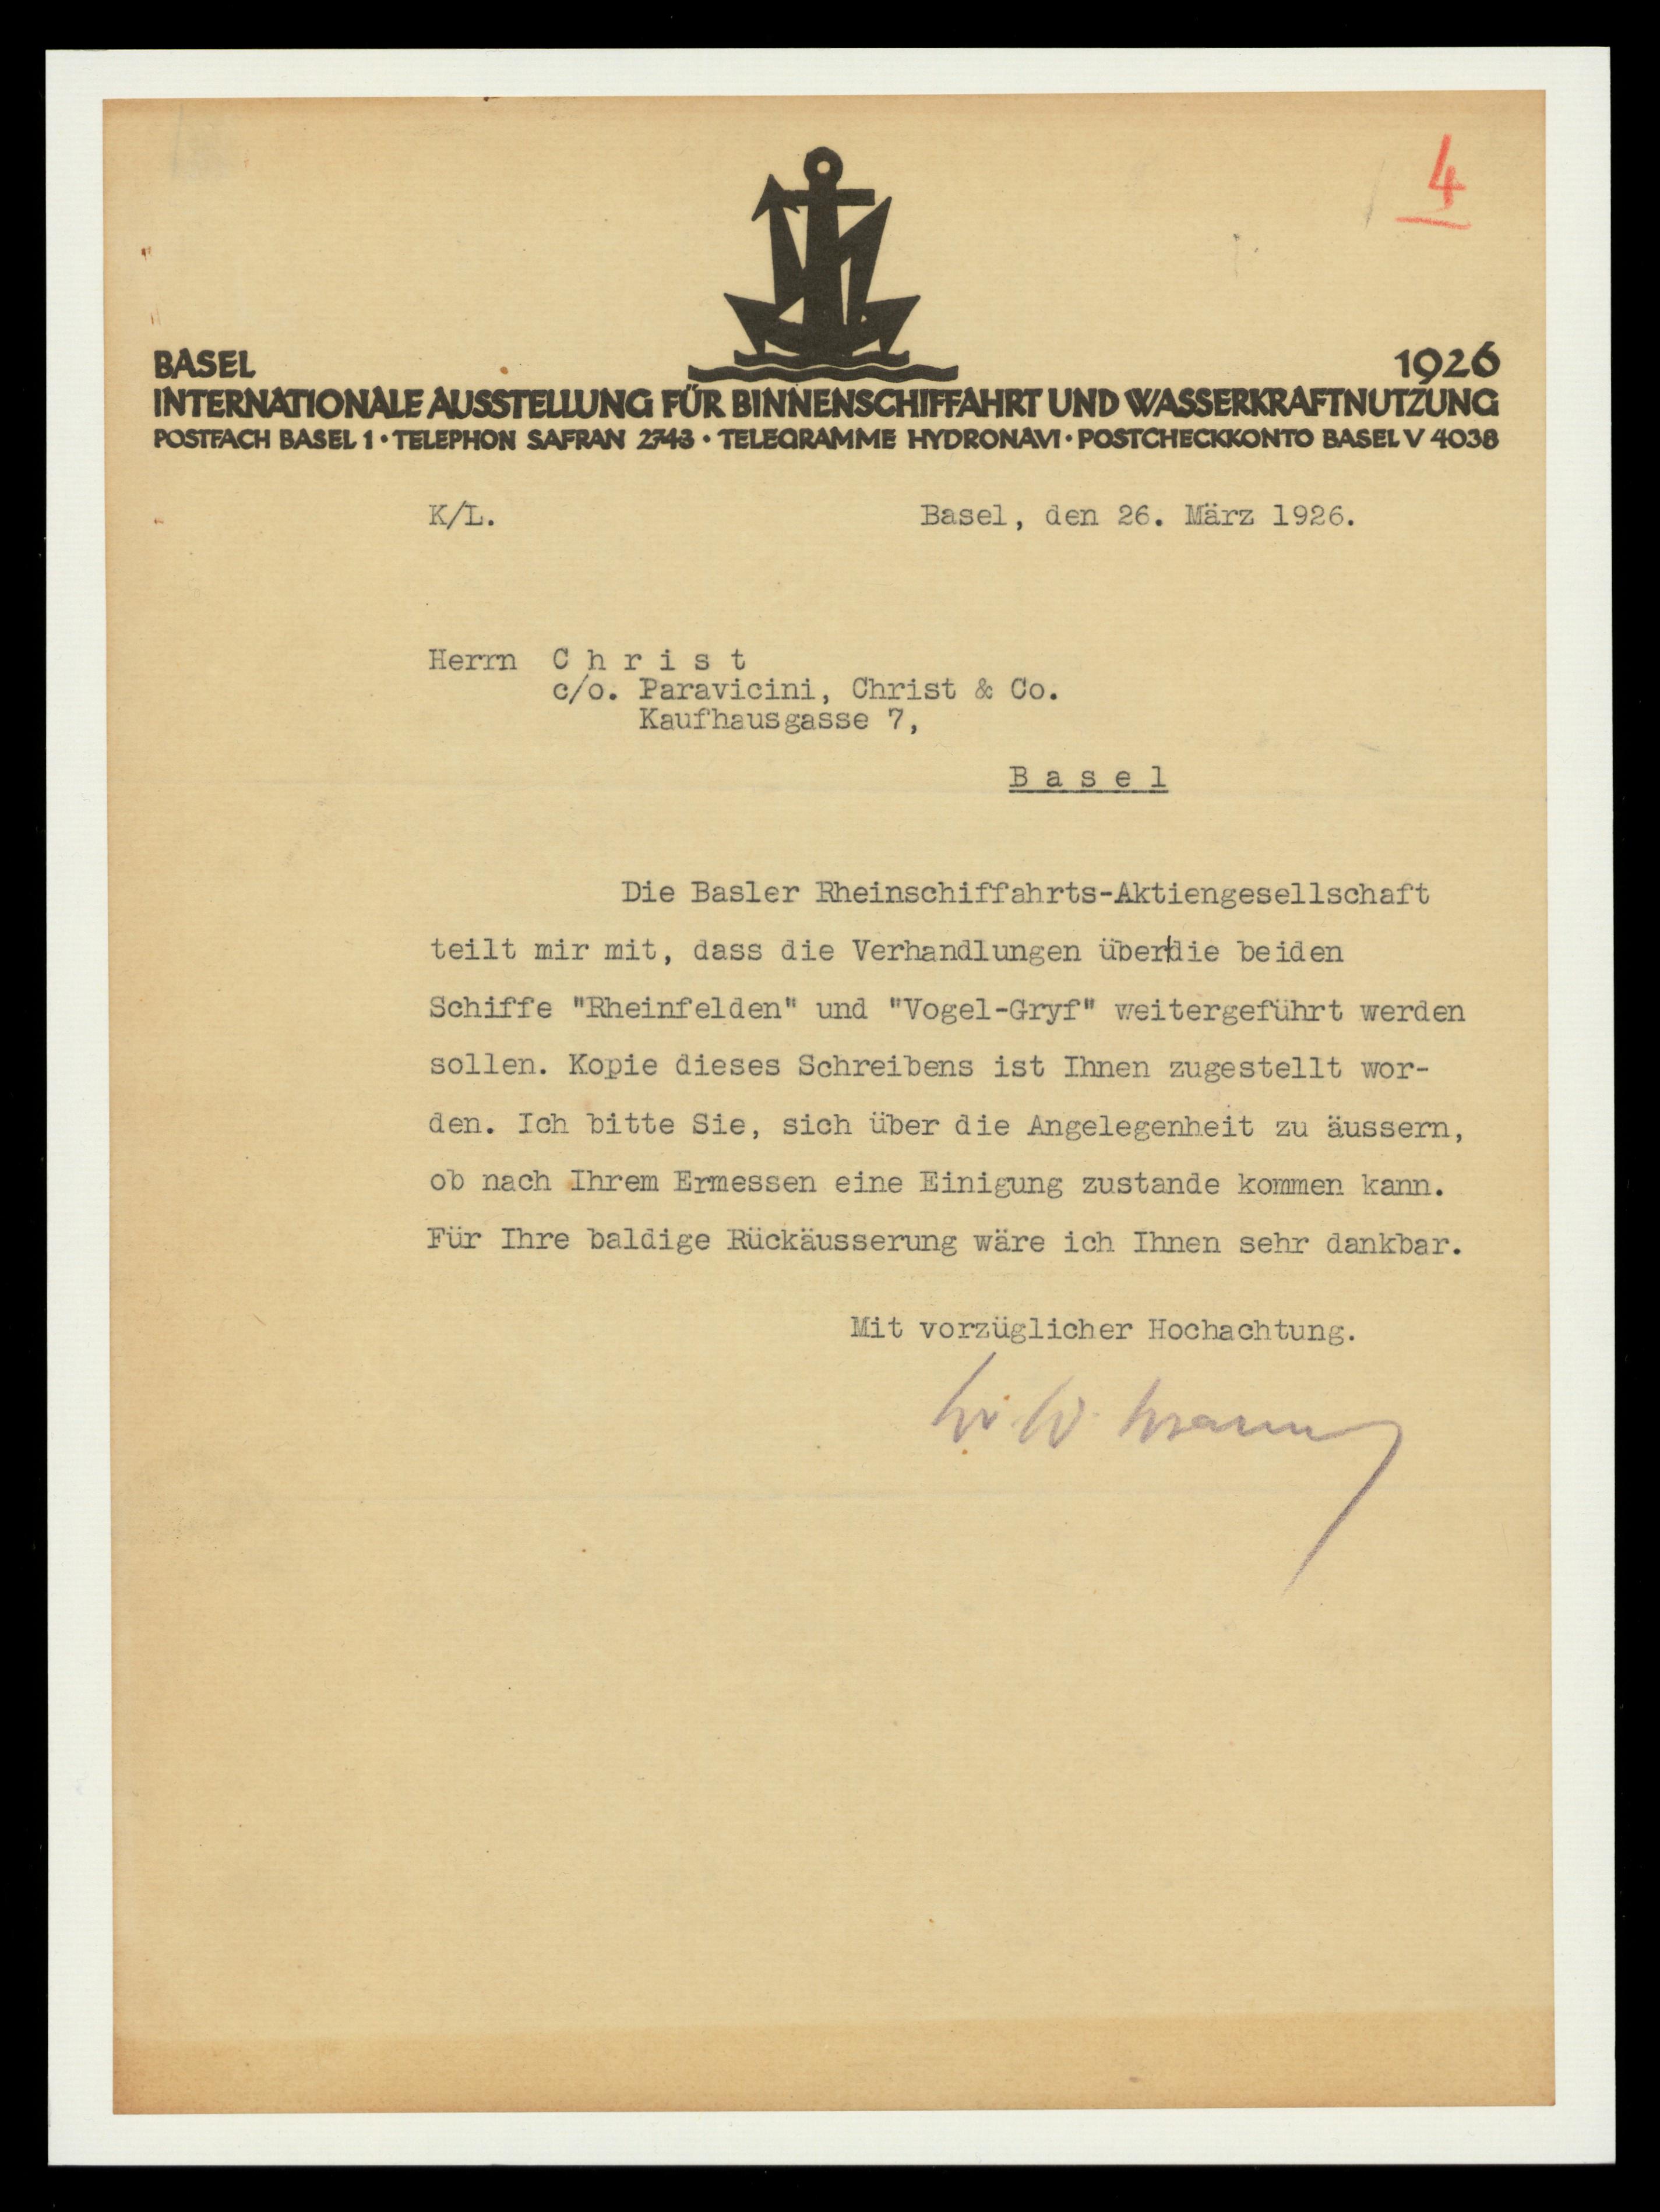 4
BASEL 1926
INTERNATIONALE AUSSTELLUNG FÜR BINNENSCHIFFAHRT UND WASSERKRAFTNUTZUNG
POSTFACH BASEL 1 • TELEPHON SAFRAN 2743 • TELEGRAMME HYDRONAVI • POSTCHECKKONTO BASEL V 4038
K/L. Basel, den 26. März 1926.
Herrn C h r i s t
c/o. Paravicini, Christ & Co.
Kaufhausgasse 7,
B a s e l
Die Basler Rheinschiffahrts-Aktiengesellschaft
teilt mir mit, dass die Verhandlungen über|die beiden
Schiffe "Rheinfelden" und "Vogel-Gryf" weitergeführt werden
sollen. Kopie dieses Schreibens ist Ihnen zugestellt wor-
den. Ich bitte Sie, sich über die Angelegenheit zu äussern,
ob nach Ihrem Ermessen eine Einigung zustande kommen kann.
Für Ihre baldige Rückäusserung wäre ich Ihnen sehr dankbar.
Mit vorzüglicher Hochachtung.